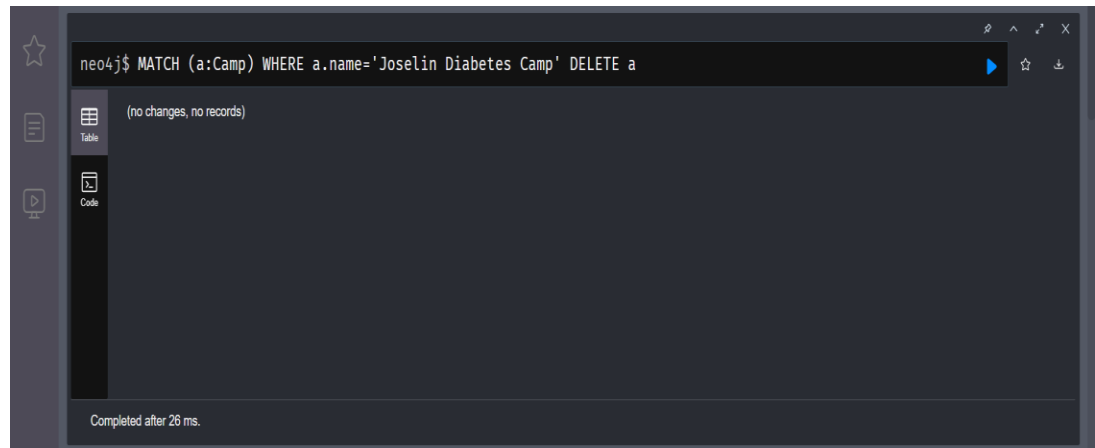 neo4j$ MATCH (a:Camp) WHERE a.name='Joselin Diabetes Camp' DELETE a
Table
(no changes, no records)
Code
Completed after 26 ms.